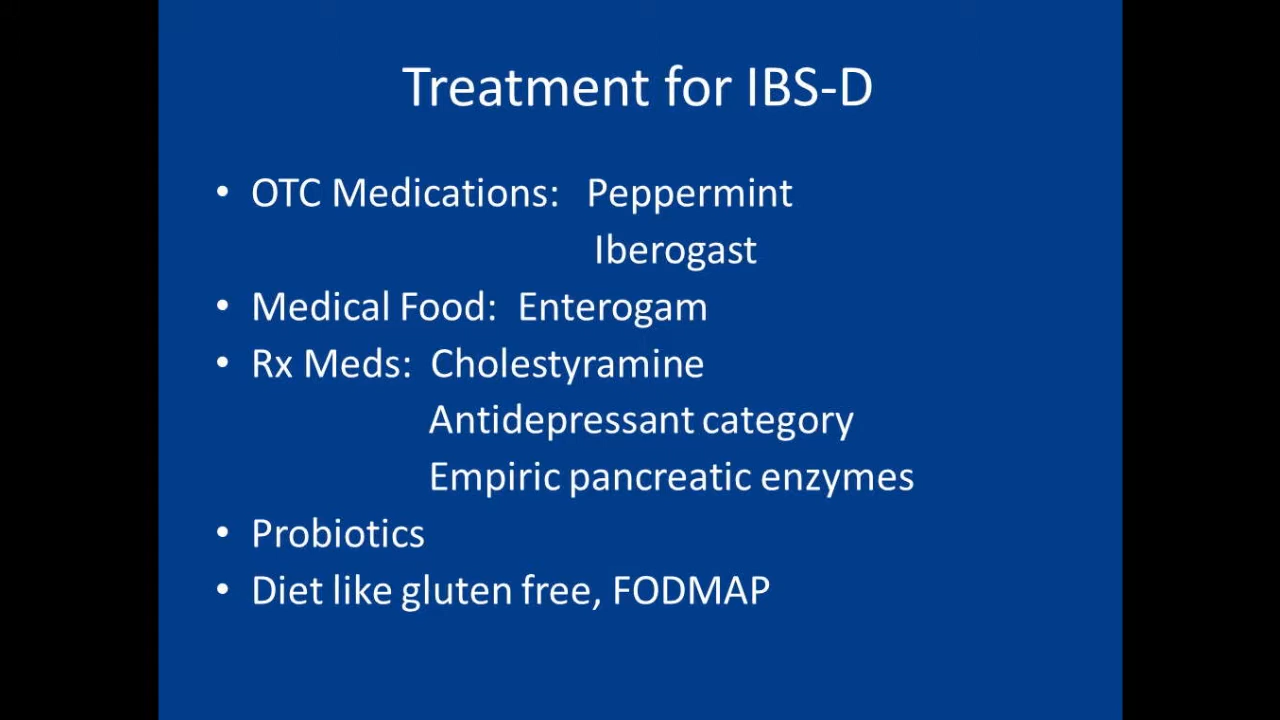 Treatment for IBS-D
• OTC Medications: Peppermint
Iberogast
• Medical Food: Enterogam
• Rx Meds: Cholestyramine
Antidepressant category
Empiric pancreatic enzymes
• Probiotics
• Diet like gluten free, FODMAP